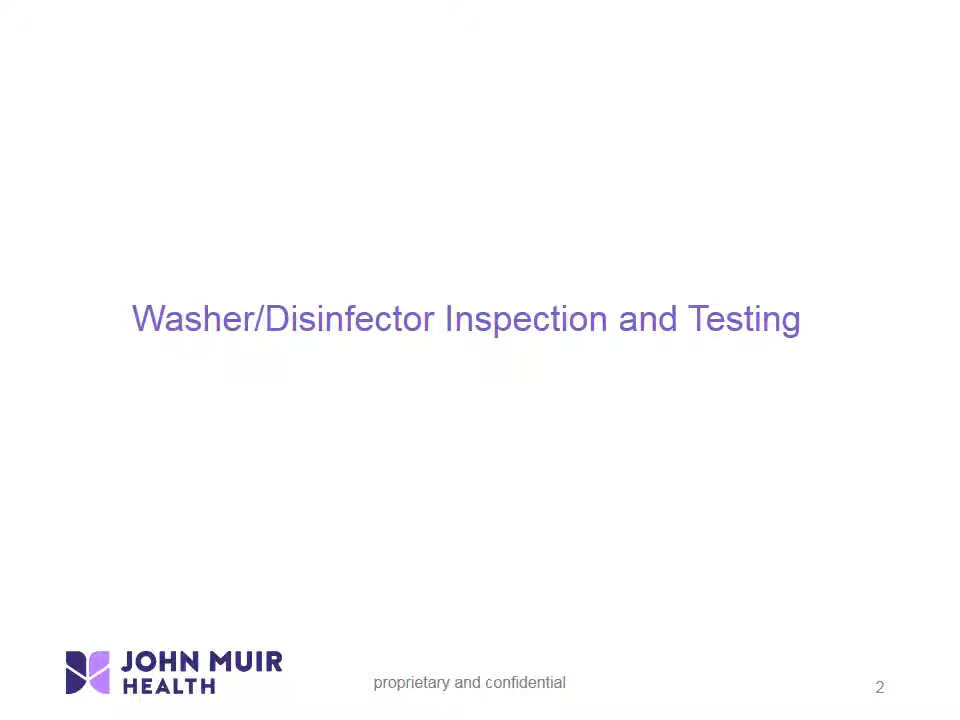 Washer/Disinfector Inspection and Testing
JOHN MUIR
HEALTH
proprietary and confidential
2